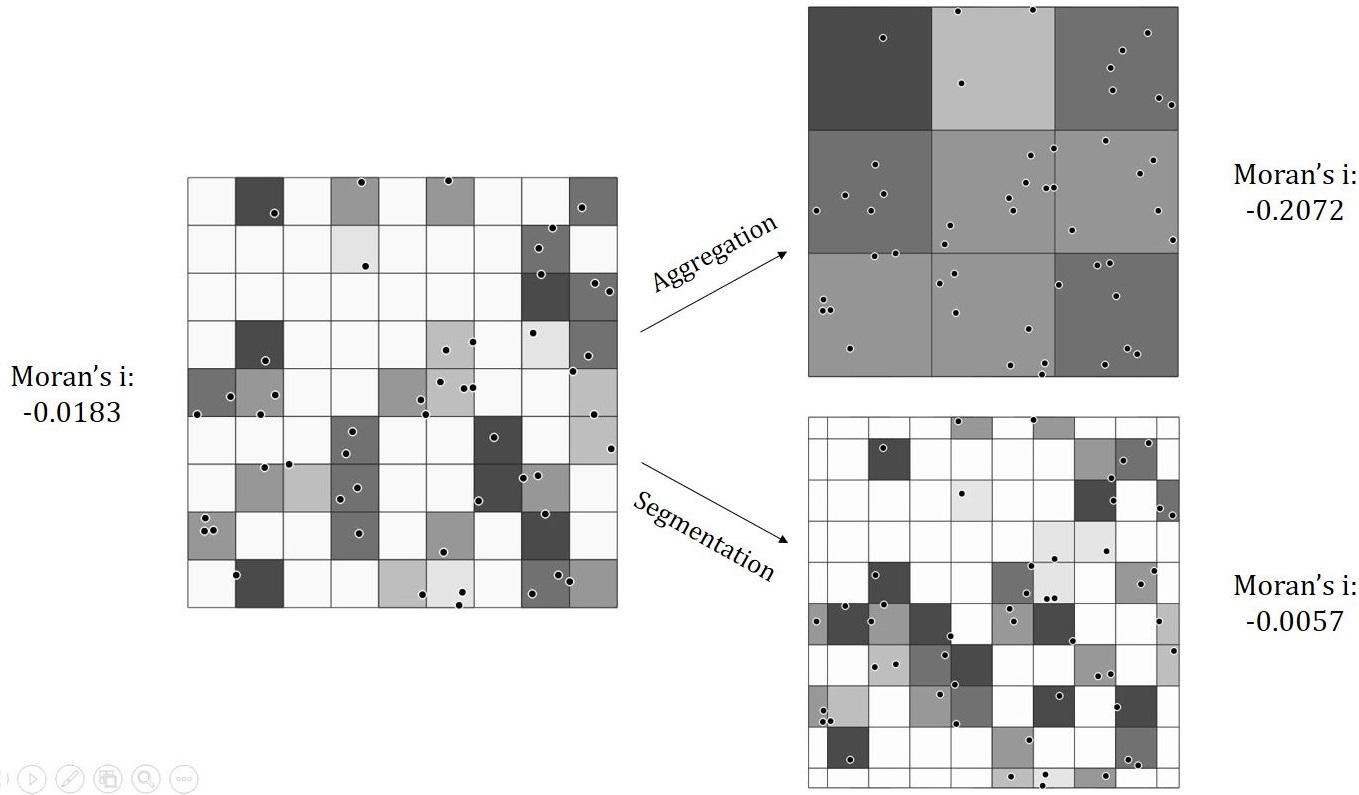 Moran's i:
-0.0183
Aggregation
Segmentation
Moran's i:
-0.2072
Moran's i:
-0.0057